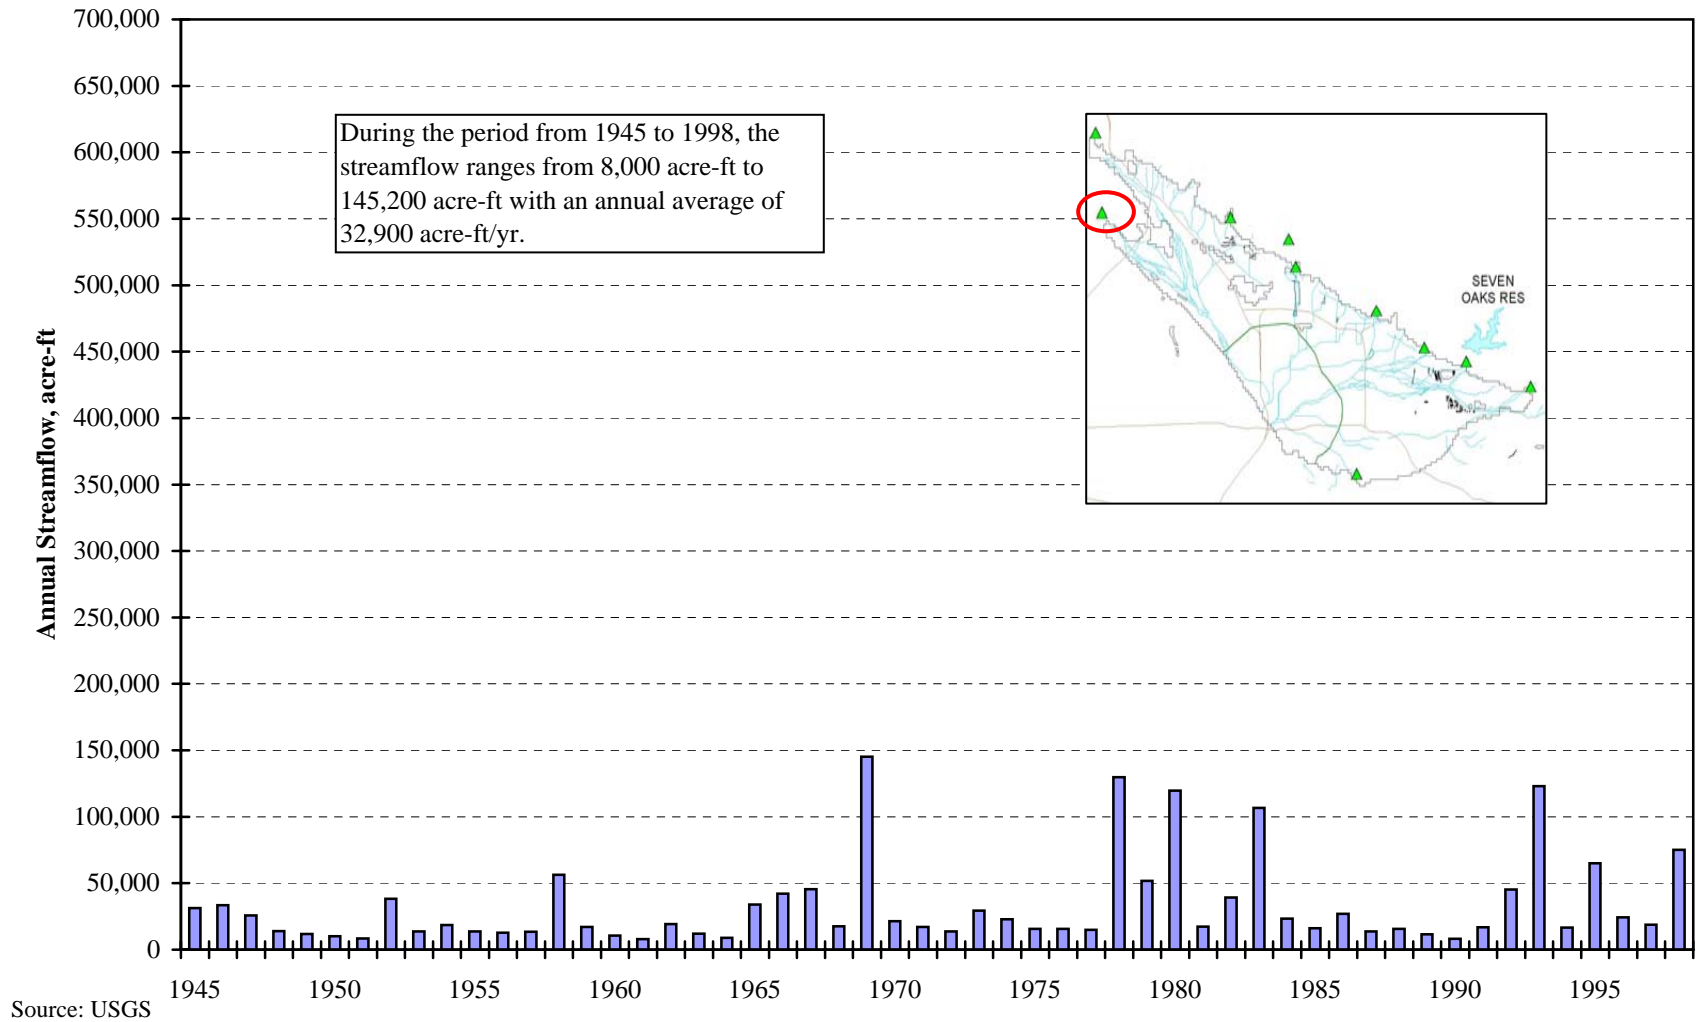 700,000
650,000
600,000
550,000
500,000
450,000
400,000
350,000
300,000
250,000
200,000
150,000
100,000
50,000
0
Annual Streamflow, acre-ft
During the period from 1945 to 1998, the
streamflow ranges from 8,000 acre-ft to
145,200 acre-ft with an annual average of
32,900 acre-ft/yr.
SEVEN
OAKS RES
1945 1950 1955 1960 1965 1970 1975 1980 1985 1990 1995
Source: USGS